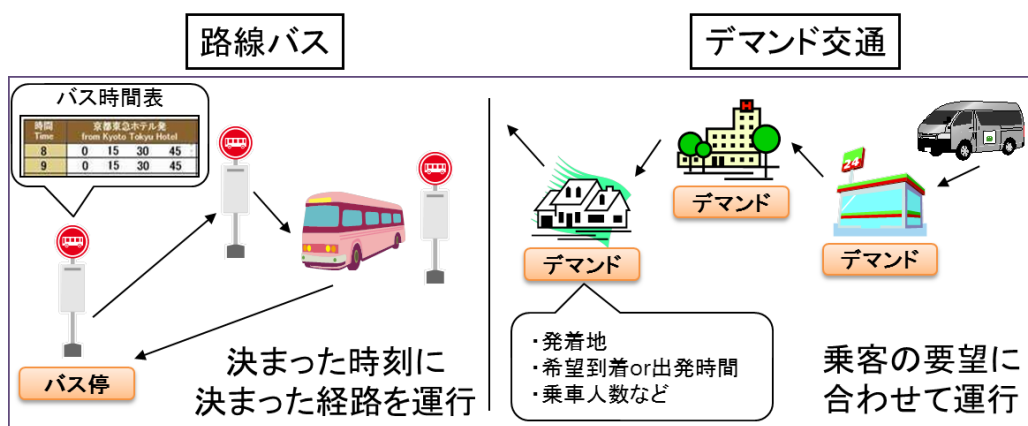 路線バス
デマンド交通
バス時間表
時間 京都東急ホテル発
Time from Kyoto Tokyu Hotel
8 0 15 30 45
9 0 15 30 45
バス停
決まった時刻に
決まった経路を運行
H
24
デマンド
デマンド
デマンド
・発着地
・希望到着or出発時間
・乗車人数など
乗客の要望に
合わせて運行